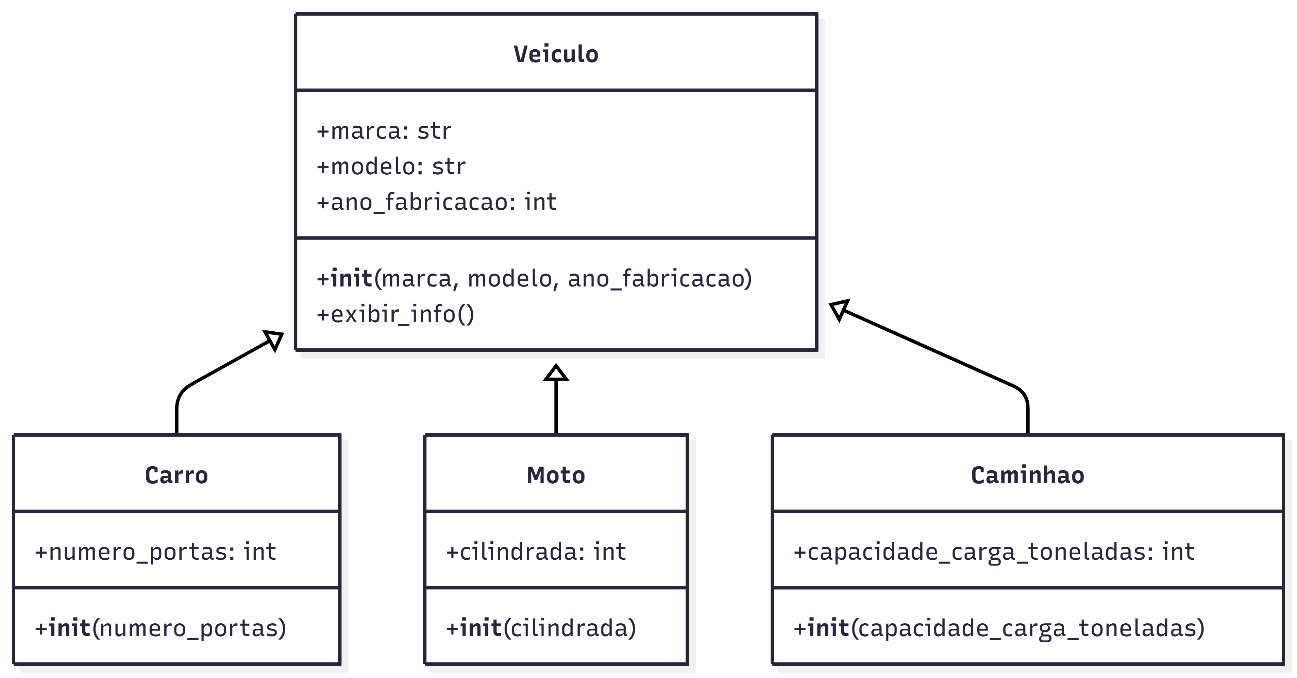 Veiculo
+marca: str
+modelo: str
+ano_fabricacao: int
+init(marca, modelo, ano_fabricacao)
+exibir_info()
Carro
+numero_portas: int
+init(numero_portas)
Moto
+cilindrada: int
+init(cilindrada)
Caminhao
+capacidade_carga_toneladas: int
+init(capacidade_carga_toneladas)